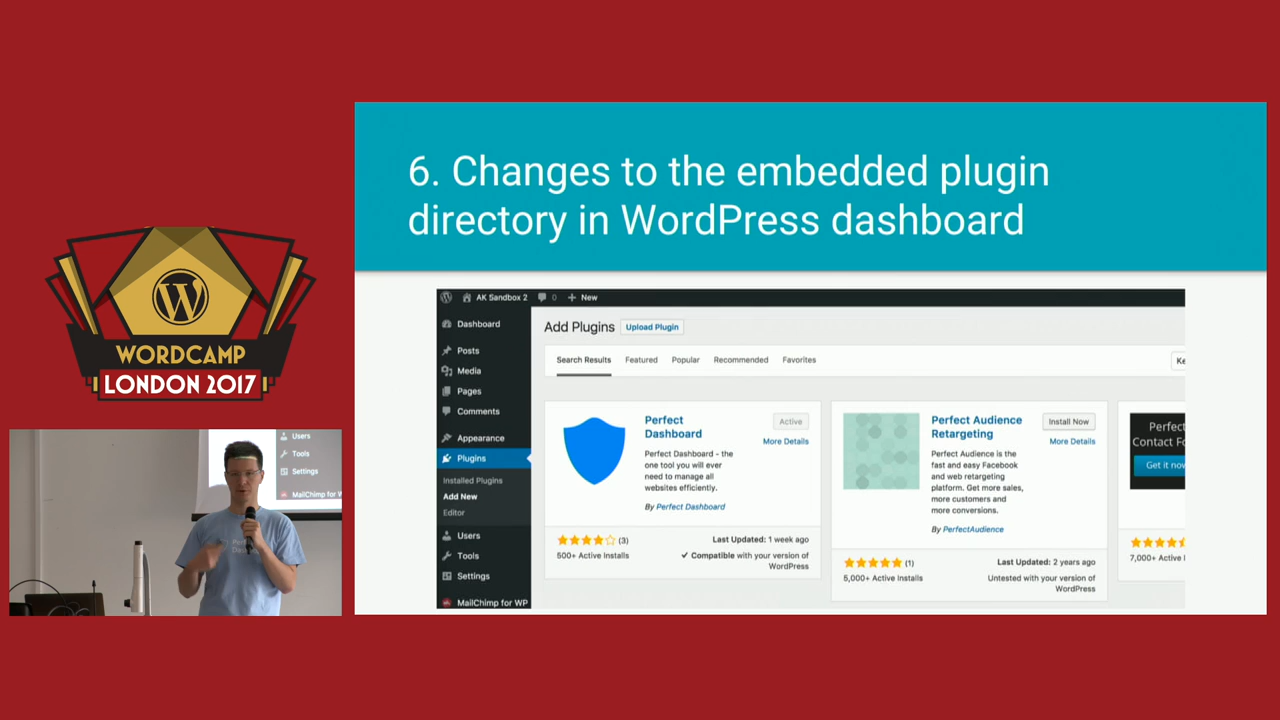 6. Changes to the embedded plugin
directory in WordPress dashboard
WORDCAMP
LONDON 2017
AK Sandbox 2 0 New
Dashboard
Posts
Media
Pages
Comments
Appearance
Plugins
Installed Plugins
Add New
Editor
Users
Tools
Settings
MailChimp for WP
Add Plugins Upload Plugin
Search Results Featured Popular Recommended Favorites
Ke
Perfect
Dashboard
Active
More Details
Perfect Dashboard - the
one tool you will ever
need to manage all
websites efficiently.
By Perfect Dashboard
(3)
500+ Active Installs
Last Updated: 1 week ago
Compatible with your version of
WordPress
Perfect Audience
Retargeting
Install Now
More Details
Perfect Audience is the
fast and easy Facebook
and web retargeting
platform. Get more sales,
more customers and
more conversions.
By PerfectAudience
(1)
5,000+ Active Installs
Last Updated: 2 years ago
Untested with your version of
WordPress
Perfect
Contact Fo
Get it now
7,000+ Active I
Users
Tools
Settings
MailChimp for W